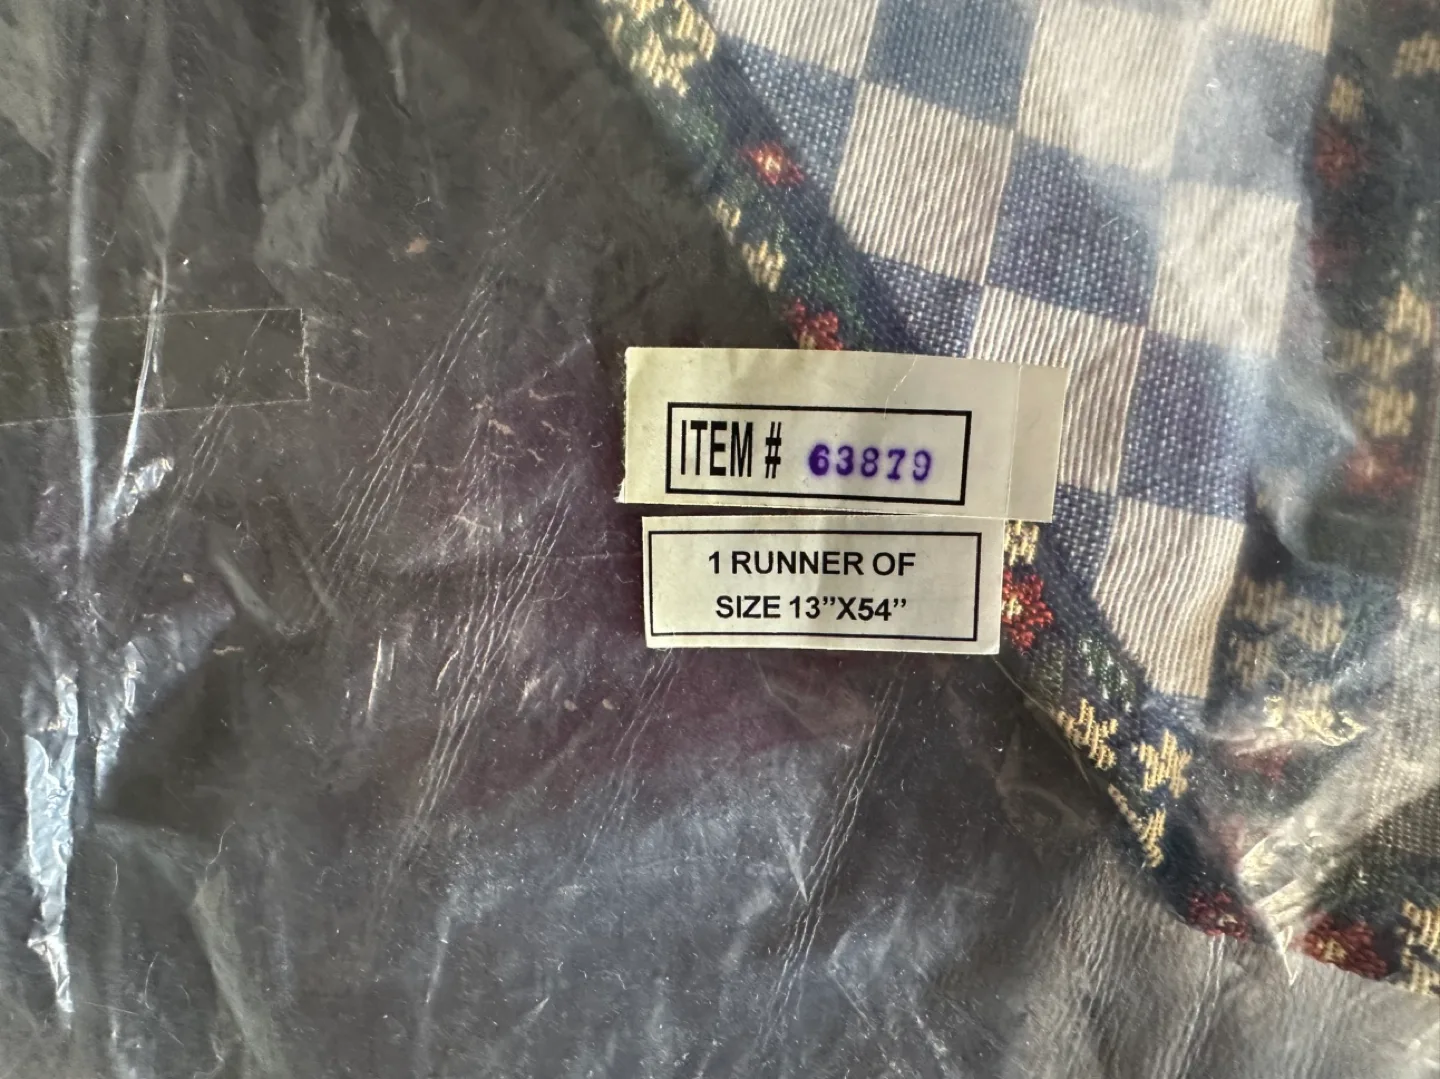 ITEM # 63879
1 RUNNER OF
SIZE 13”X54”